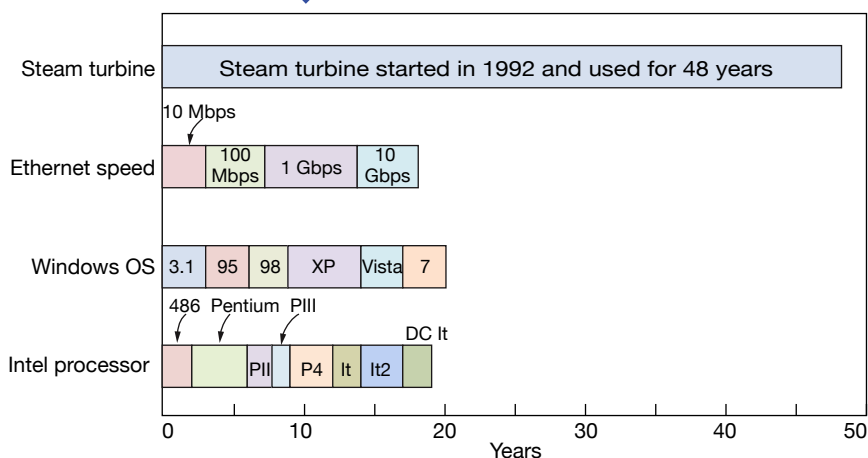 Steam turbine
Steam turbine started in 1992 and used for 48 years
10 Mbps
Ethernet speed
100
Mbps
1 Gbps
10
Gbps
Windows OS
3.1
95
98
XP
Vista
7
486
Pentium
PIII
DC It
Intel processor
PII
P4
It
It2
0
10
20
30
40
50
Years